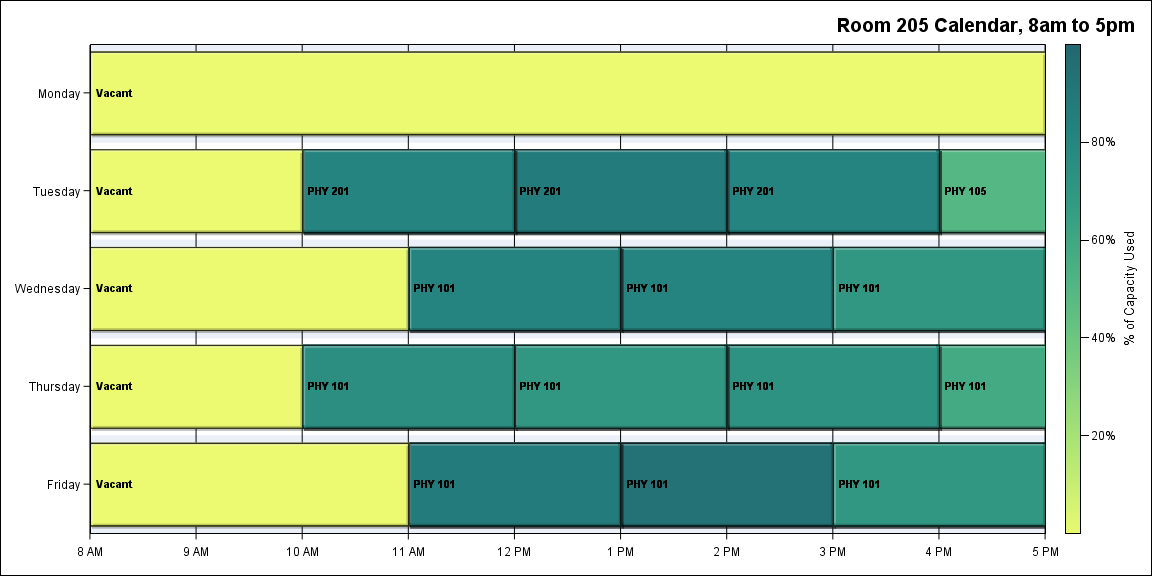 Room 205 Calendar, 8am to 5pm
Monday
Vacant
Tuesday
Vacant
PHY 201
PHY 201
PHY 201
PHY 105
Wednesday
Vacant
PHY 101
PHY 101
PHY 101
Thursday
Vacant
PHY 101
PHY 101
PHY 101
PHY 101
Friday
Vacant
PHY 101
PHY 101
PHY 101
8 AM
9 AM
10 AM
11 AM
12 PM
1 PM
2 PM
3 PM
4 PM
5 PM
80%
60%
40%
20%
% of Capacity Used